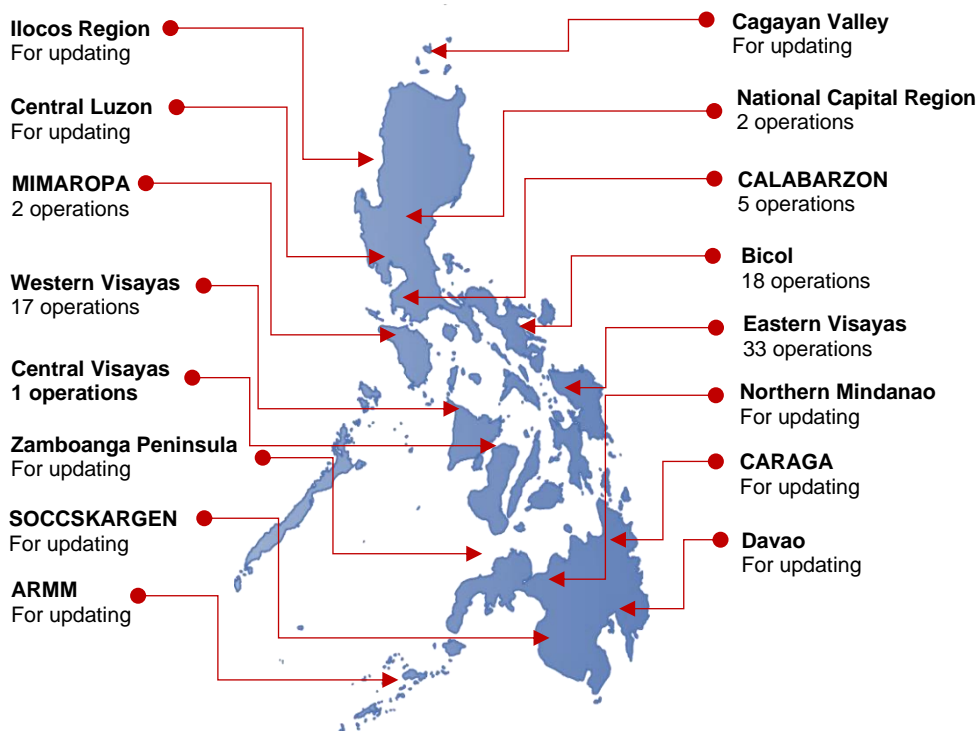 Ilocos Region
For updating
Central Luzon
For updating
MIMAROPA
2 operations
Western Visayas
17 operations
Central Visayas
1 operations
Zamboanga Peninsula
For updating
SOCCSKARGEN
For updating
ARMM
For updating
Cagayan Valley
For updating
National Capital Region
2 operations
CALABARZON
5 operations
Bicol
18 operations
Eastern Visayas
33 operations
Northern Mindanao
For updating
CARAGA
For updating
Davao
For updating